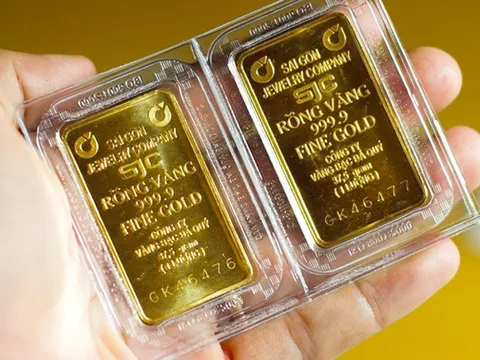 SAIGON
JEWELRY COMPANY
SJC
RỒNG VÀNG
999.9
FINE GOLD
CÔNG TY
VÀNG BẠC ĐÁ QUÝ
37,5 gram
(1 LƯỢNG)
GK46476
SAIGON
JEWELRY COMPANY
SJC
RỒNG VÀNG
999.9
FINE GOLD
CÔNG TY
VÀNG BẠC ĐÁ QUÝ
37,5 gram
(1 LƯỢNG)
GK46477